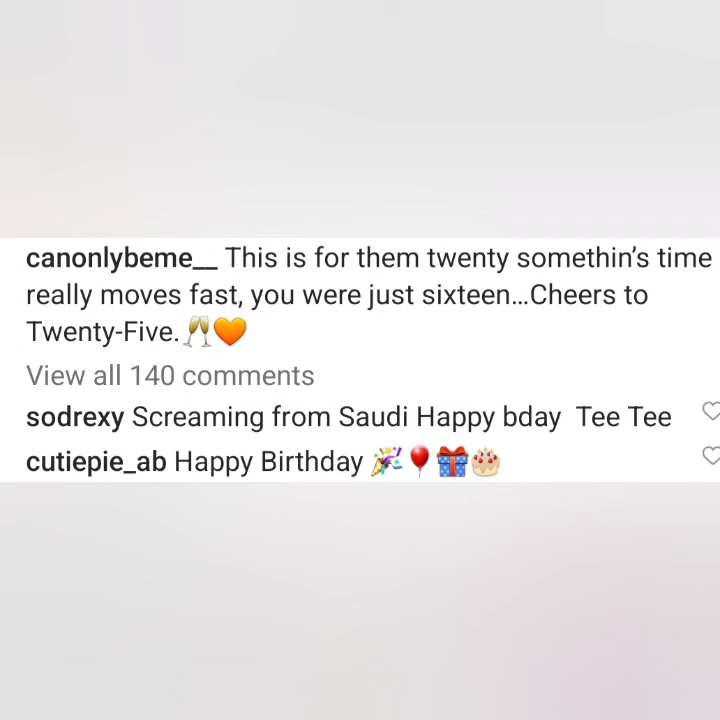 canonlybeme__ This is for them twenty somethin’s time
really moves fast, you were just sixteen...Cheers to
Twenty-Five.🥂🧡
View all 140 comments
sodrexy Screaming from Saudi Happy bday  Tee Tee
cutiepie_ab Happy Birthday 🎉🎈🎁🎂